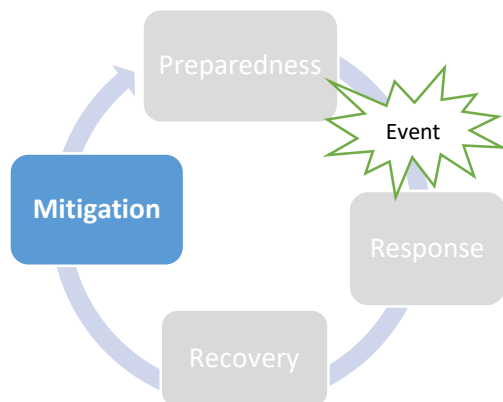 Preparedness
Event
Mitigation
Response
Recovery